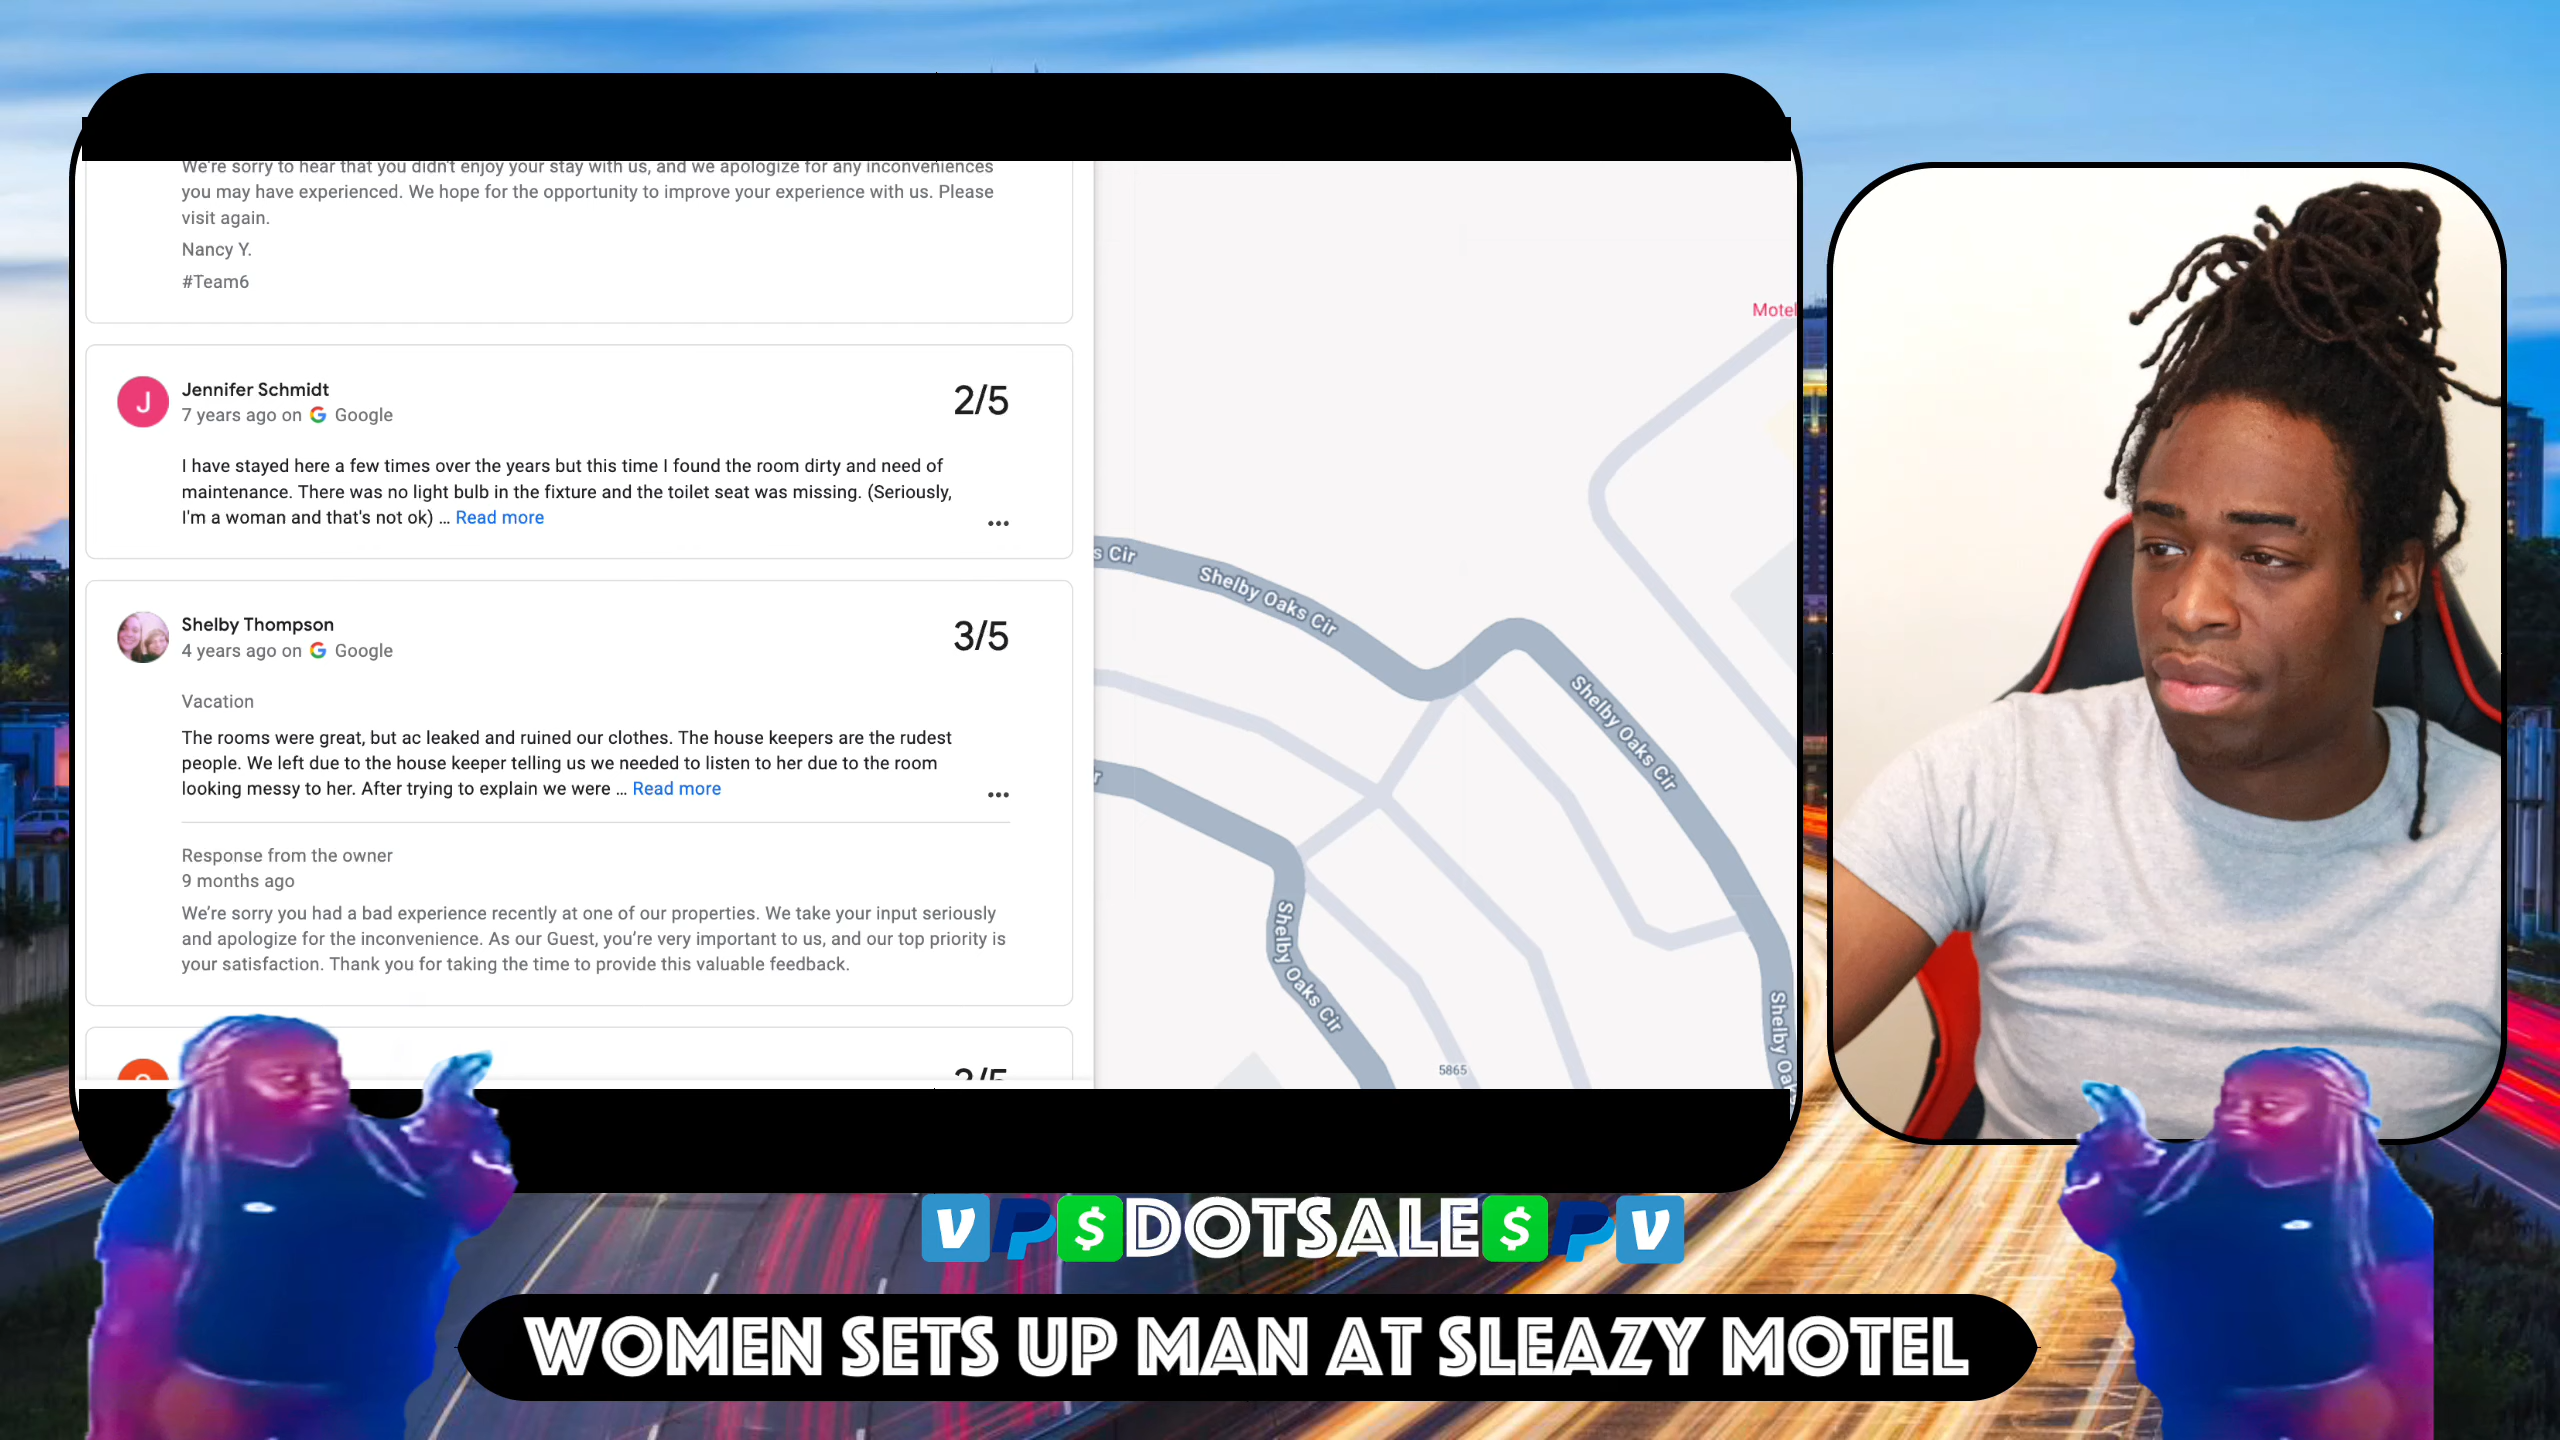 We're sorry to hear that you didn't enjoy your stay with us, and we apologize for any inconveniences
you may have experienced. We hope for the opportunity to improve your experience with us. Please
visit again.
Nancy Y.
#Team6
J
Jennifer Schmidt
2/5
7 years ago on G Google
I have stayed here a few times over the years but this time I found the room dirty and need of
maintenance. There was no light bulb in the fixture and the toilet seat was missing. (Seriously,
I'm a woman and that's not ok) ... Read more
Shelby Thompson
3/5
4 years ago on G Google
Vacation
The rooms were great, but ac leaked and ruined our clothes. The house keepers are the rudest
people. We left due to the house keeper telling us we needed to listen to her due to the room
looking messy to her. After trying to explain we were ... Read more
Response from the owner
9 months ago
We're sorry you had a bad experience recently at one of our properties. We take your input seriously
and apologize for the inconvenience. As our Guest, you're very important to us, and our top priority is
your satisfaction. Thank you for taking the time to provide this valuable feedback.
Motel
s Cir
Shelby Oaks Cir
Shelby Oaks Cir
Shelby Oaks Cir
Shelby Oak
5865
V P $ DOTSALE $ P V
WOMEN SETS UP MAN AT SLEAZY MOTEL